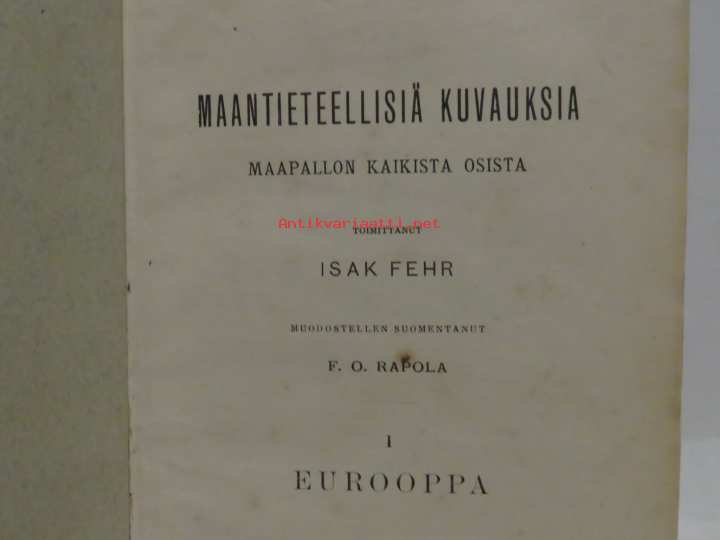 MAANTIETEELLISIÄ KUVAUKSIA
MAAPALLON KAIKISTA OSISTA
Antikvariaatti.net
TOIMITTANUT
ISAK FEHR
MUODOSTELLEN SUOMENTANUT
F. O. RAPOLA
I
EUROOPPA